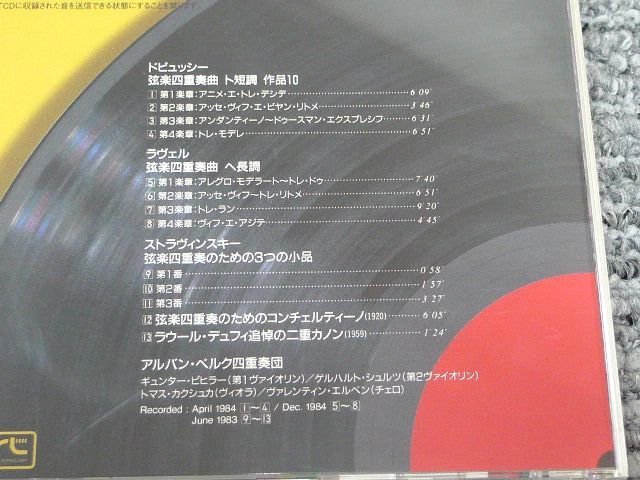 CDに収録された音を送信できる状態にすることを禁じます。
ドビュッシー
弦楽四重奏曲 ト短調 作品10
1 第1楽章:アニメ・エ・トレ・デシデ 6'09"
2 第2楽章:アッセ・ヴィフ・エ・ビヤン・リトメ 3'46"
3 第3楽章:アンダンティーノ〜ドゥースマン・エクスプレシフ 6'31"
4 第4楽章:トレ・モデレ 6'51"
ラヴェル
弦楽四重奏曲 ヘ長調
5 第1楽章:アレグロ・モデラート〜トレ・ドゥ 7'40"
6 第2楽章:アッセ・ヴィフ〜トレ・リトメ 6'51"
7 第3楽章:トレ・ラン 9'20"
8 第4楽章:ヴィフ・エ・アジテ 4'45"
ストラヴィンスキー
弦楽四重奏のための3つの小品
9 第1番 0'58"
10 第2番 1'57"
11 第3番 3'27"
12 弦楽四重奏のためのコンチェルティーノ(1920) 6'05"
13 ラウール・デュフィ追悼の二重カノン(1959) 1'24"
アルバン・ベルク四重奏団
ギュンター・ピヒラー(第1ヴァイオリン)/ゲルハルト・シュルツ(第2ヴァイオリン)
トマス・カクシュカ(ヴィオラ)/ヴァレンティン・エルベン(チェロ)
Recorded : April 1984 1〜4 / Dec. 1984 5〜8
June 1983 9〜13